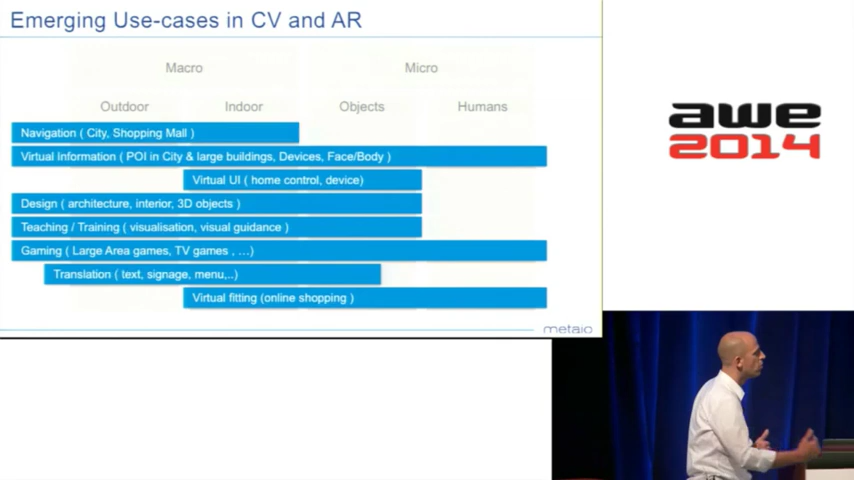 Emerging Use-cases in CV and AR
Macro
Micro
Outdoor
Indoor
Objects
Humans
Navigation ( City, Shopping Mall )
Virtual Information ( POI in City & large buildings, Devices, Face/Body )
Virtual UI ( home control, device)
Design ( architecture, interior, 3D objects )
Teaching / Training ( visualisation, visual guidance )
Gaming ( Large Area games, TV games , ...)
Translation ( text, signage, menu,..)
Virtual fitting (online shopping )
metaio
awe
2014